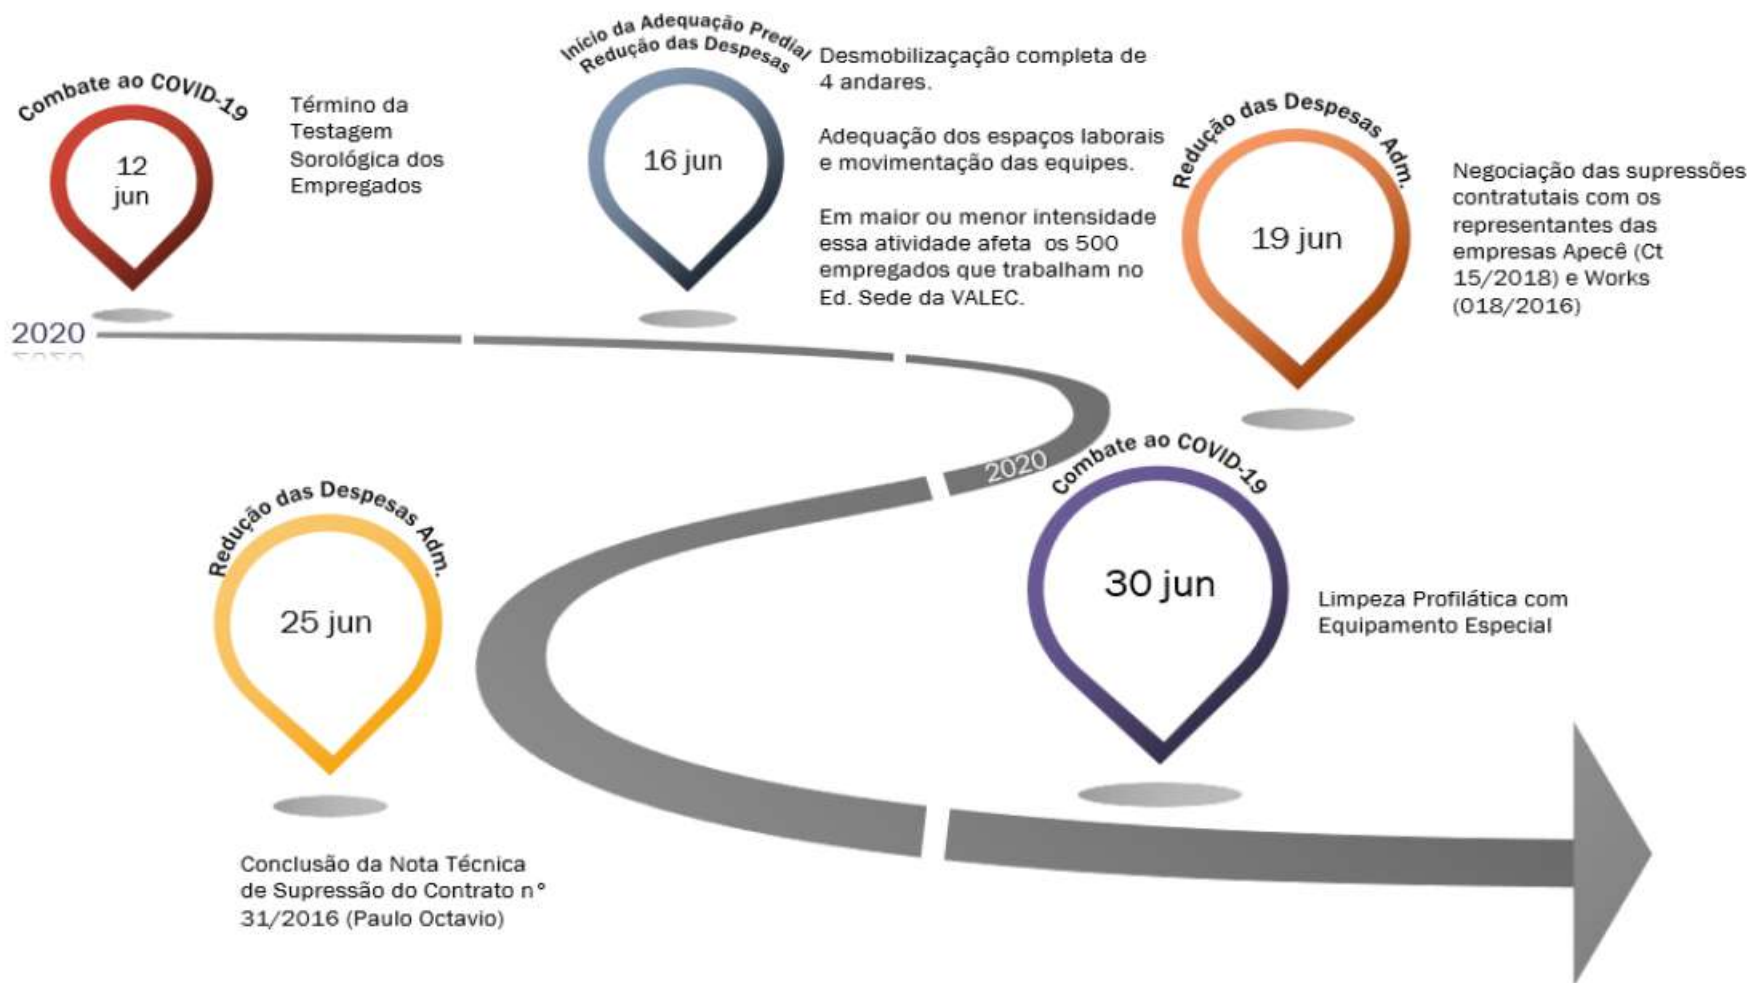 Combate ao COVID-19
12
jun
Término da
Testagem
Sorológica dos
Empregados
Início da Adequação Predial
Redução das Despesas
16 jun
Desmobilizaçação completa de
4 andares.
Adequação dos espaços laborais
e movimentação das equipes.
Em maior ou menor intensidade
essa atividade afeta os 500
empregados que trabalham no
Ed. Sede da VALEC.
Redução das Despesas Adm.
19 jun
Negociação das supressões
contratutais com os
representantes das
empresas Apecê (Ct
15/2018) e Works
(018/2016)
2020
2020
Redução das Despesas Adm.
25 jun
Conclusão da Nota Técnica
de Supressão do Contrato n°
31/2016 (Paulo Octavio)
Combate ao COVID-19
30 jun
Limpeza Profilática com
Equipamento Especial